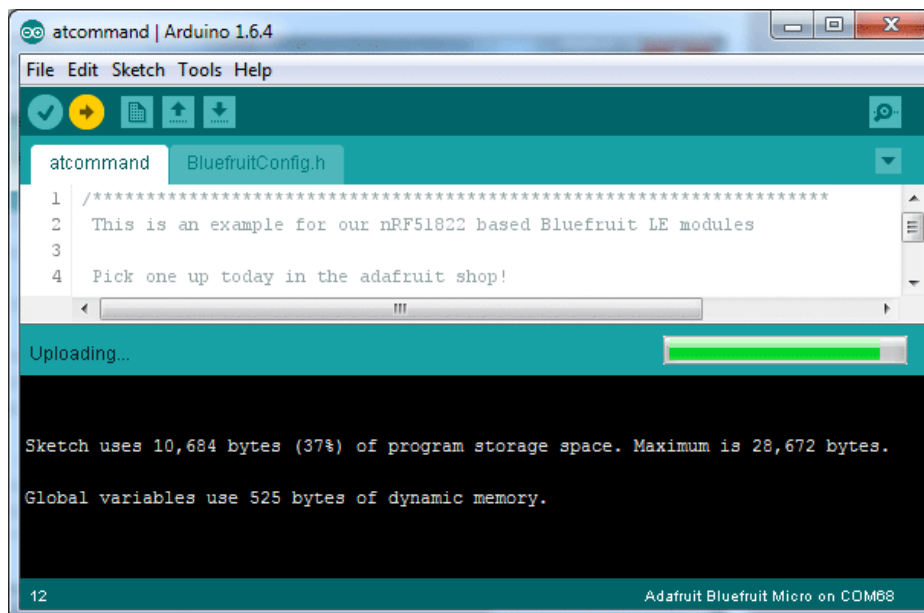 atcommand | Arduino 1.6.4
File Edit Sketch Tools Help
atcommand BluefruitConfig.h
1 /*********************************************************************
2 This is an example for our nRF51822 based Bluefruit LE modules
3
4 Pick one up today in the adafruit shop!
Uploading...
Sketch uses 10,684 bytes (37%) of program storage space. Maximum is 28,672 bytes.
Global variables use 525 bytes of dynamic memory.
12 Adafruit Bluefruit Micro on COM68